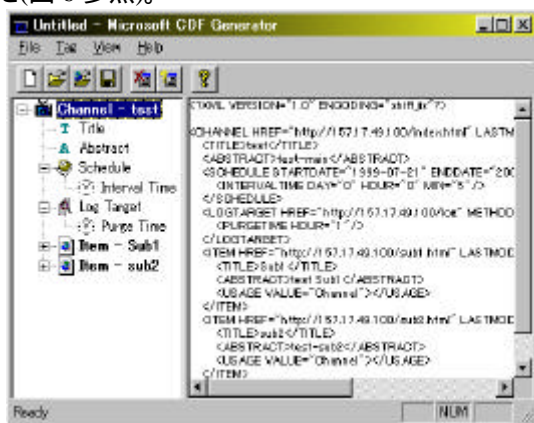 (図 6 参照)。
Untitled - Microsoft CDF Generator
File Tag View Help
Channel - test
T Title
A Abstract
Schedule
Interval Time
Log Target
Purge Time
Item - Sub1
Item - sub2
<?XML VERSION="1.0" ENCODING="shift_jis"?>
<CHANNEL HREF="http://157.17.49.100/index.html" LASTM
<TITLE>test</TITLE>
<ABSTRACT>test-main</ABSTRACT>
<SCHEDULE STARTDATE="1999-07-21" ENDDATE="200
<INTERVALTIME DAY="0" HOUR="0" MIN="5"/>
</SCHEDULE>
<LOGTARGET HREF="http://157.17.49.100/log" METHOD
<PURGETIME HOUR="1"/>
</LOGTARGET>
<ITEM HREF="http://157.17.49.100/sub1.html" LASTMOD
<TITLE>Sub1</TITLE>
<ABSTRACT>test Sub1</ABSTRACT>
<USAGE VALUE="Channel"></USAGE>
</ITEM>
<ITEM HREF="http://157.17.49.100/sub2.html" LASTMOD
<TITLE>sub2</TITLE>
<ABSTRACT>test-sub2</ABSTRACT>
<USAGE VALUE="Channel"></USAGE>
</ITEM>
Ready
NUM